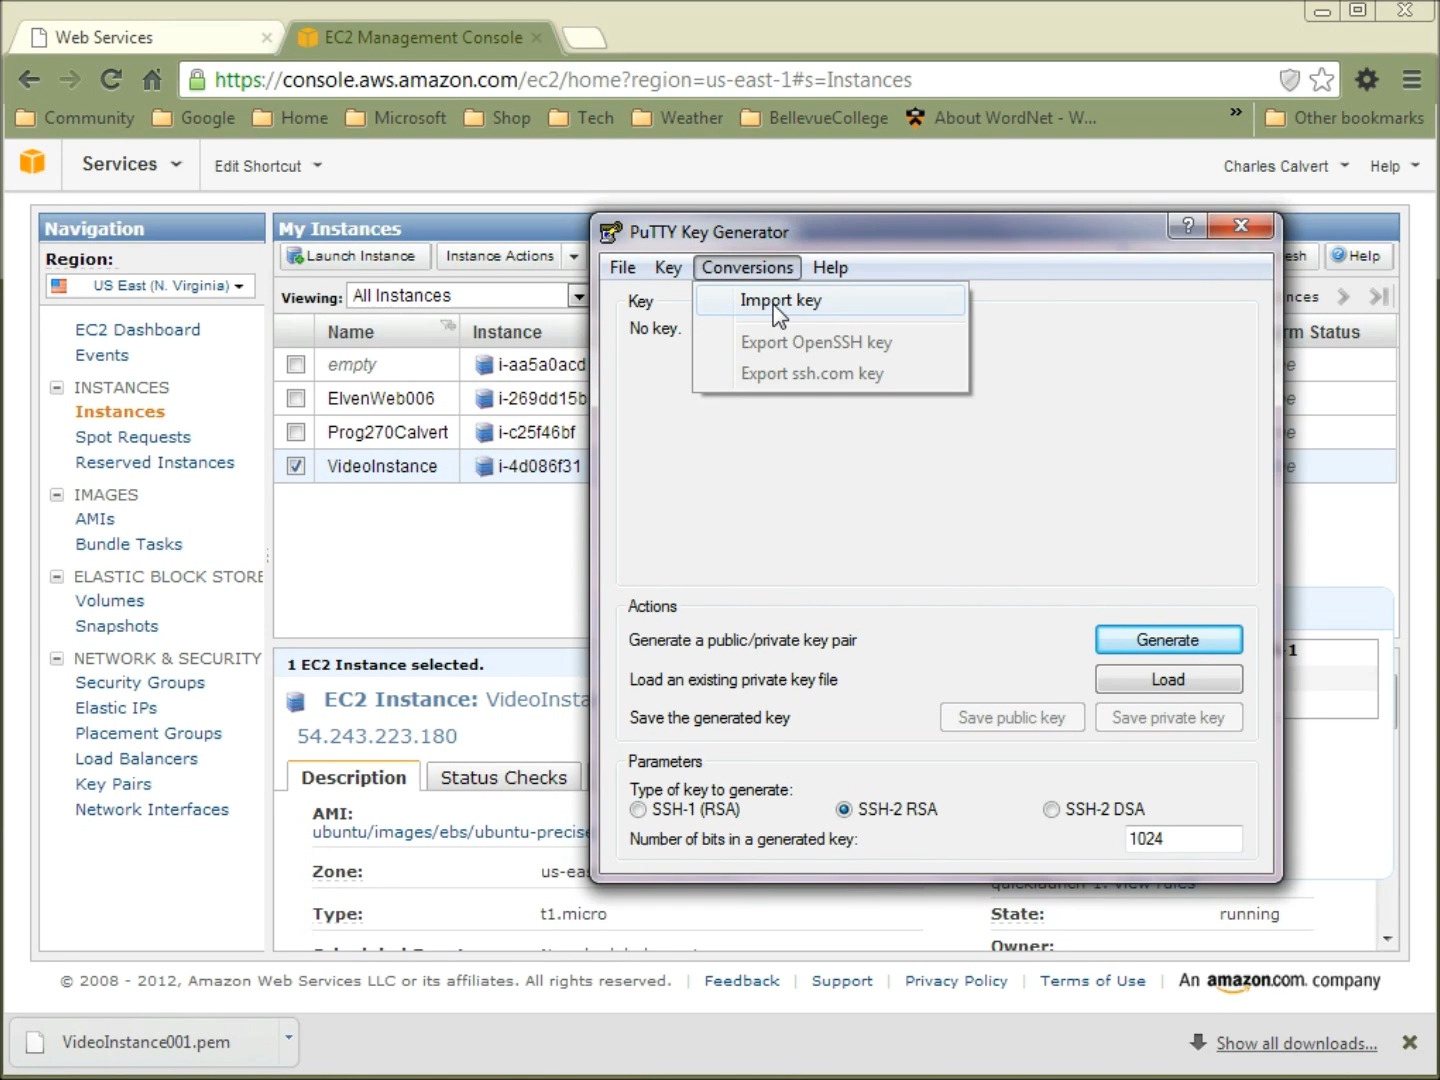 Web Services
EC2 Management Console
https://console.aws.amazon.com/ec2/home?region=us-east-1#s=Instances
Community Google Home Microsoft Shop Tech Weather BellevueCollege About WordNet - W... » Other bookmarks
Services Edit Shortcut Charles Calvert Help
Navigation
Region:
US East (N. Virginia)
EC2 Dashboard
Events
INSTANCES
Instances
Spot Requests
Reserved Instances
IMAGES
AMIs
Bundle Tasks
ELASTIC BLOCK STORE
Volumes
Snapshots
NETWORK & SECURITY
Security Groups
Elastic IPs
Placement Groups
Load Balancers
Key Pairs
Network Interfaces
My Instances
Launch Instance Instance Actions Help
Viewing: All Instances
Name Instance Status
empty i-aa5a0acd
ElvenWeb006 i-269dd15b
Prog270Calvert i-c25f46bf
VideoInstance i-4d086f31
1 EC2 Instance selected.
EC2 Instance: VideoInsta
54.243.223.180
Description Status Checks
AMI:
ubuntu/images/ebs/ubuntu-precise
Zone: us-eas
Type: t1.micro
State: running
Owner:
PuTTY Key Generator
File Key Conversions Help
Import key
Export OpenSSH key
Export ssh.com key
Key
No key.
Actions
Generate a public/private key pair Generate
Load an existing private key file Load
Save the generated key Save public key Save private key
Parameters
Type of key to generate:
SSH-1 (RSA) SSH-2 RSA SSH-2 DSA
Number of bits in a generated key: 1024
© 2008 - 2012, Amazon Web Services LLC or its affiliates. All rights reserved. | Feedback | Support | Privacy Policy | Terms of Use | An amazon.com. company
VideoInstance001.pem Show all downloads...